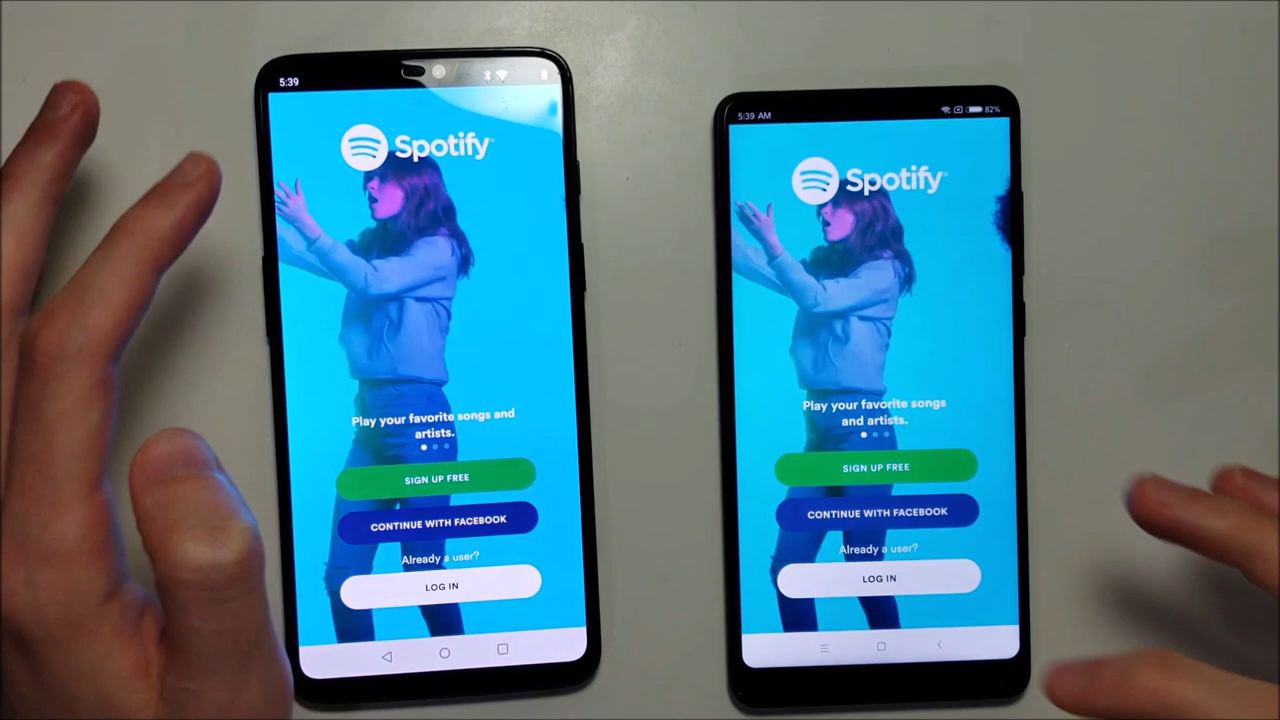 5:39
Spotify
Play your favorite songs and
artists.
SIGN UP FREE
CONTINUE WITH FACEBOOK
Already a user?
LOG IN
5:39 AM
82%
Spotify
Play your favorite songs
and artists.
SIGN UP FREE
CONTINUE WITH FACEBOOK
Already a user?
LOG IN